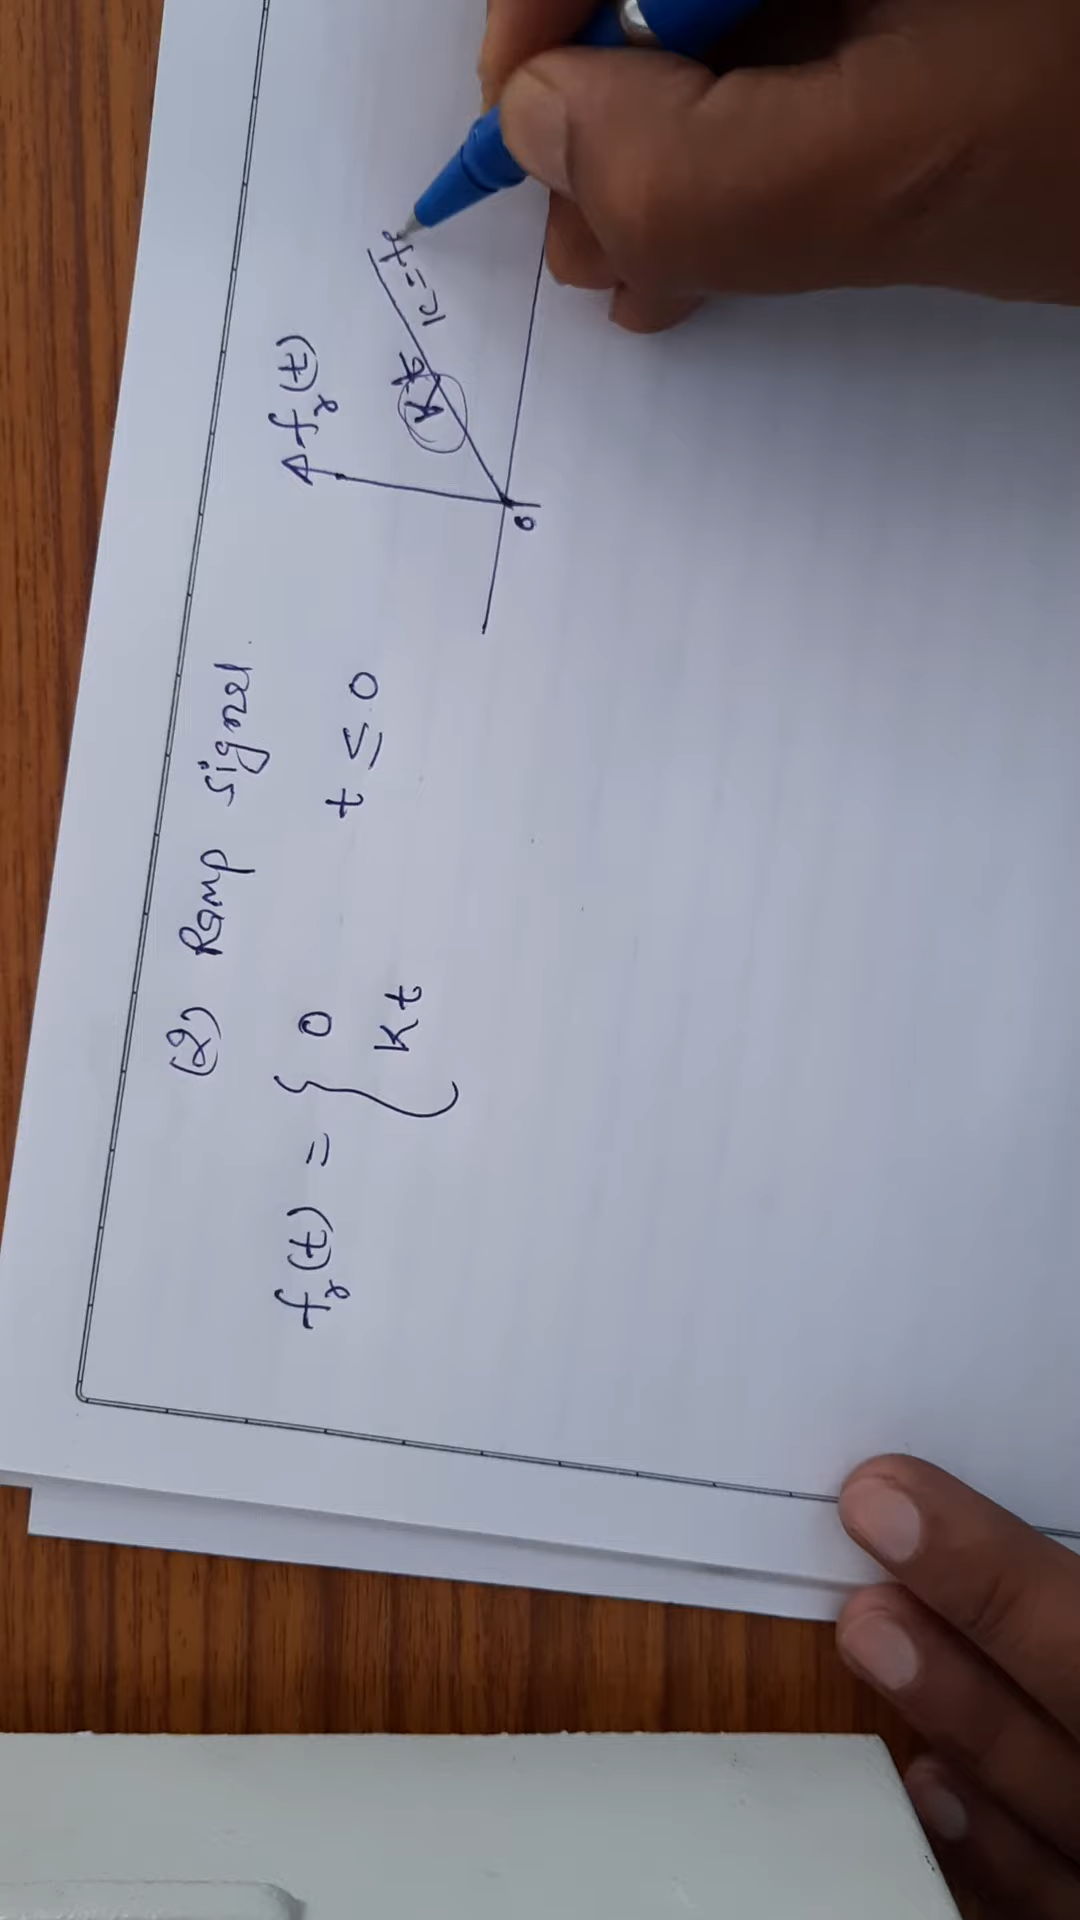 (2) Ramp signal.
fr(t) = { 0 t ≤ 0
Kt
fr(t)
Kt K=+
0